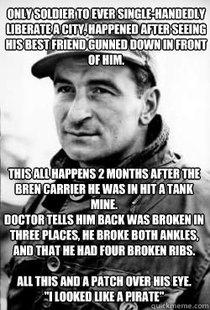 ONLY SOLDIER TO EVER SINGLE-HANDEDLY
LIBERATE A CITY. HAPPENED AFTER SEEING
HIS BEST FRIEND GUNNED DOWN IN FRONT
OF HIM.
THIS ALL HAPPENS 2 MONTHS AFTER THE
BREN CARRIER HE WAS IN HIT A TANK
MINE.
DOCTOR TELLS HIM BACK WAS BROKEN IN
THREE PLACES, HE BROKE BOTH ANKLES,
AND THAT HE HAD FOUR BROKEN RIBS.
ALL THIS AND A PATCH OVER HIS EYE.
"I LOOKED LIKE A PIRATE"
quickmeme.com